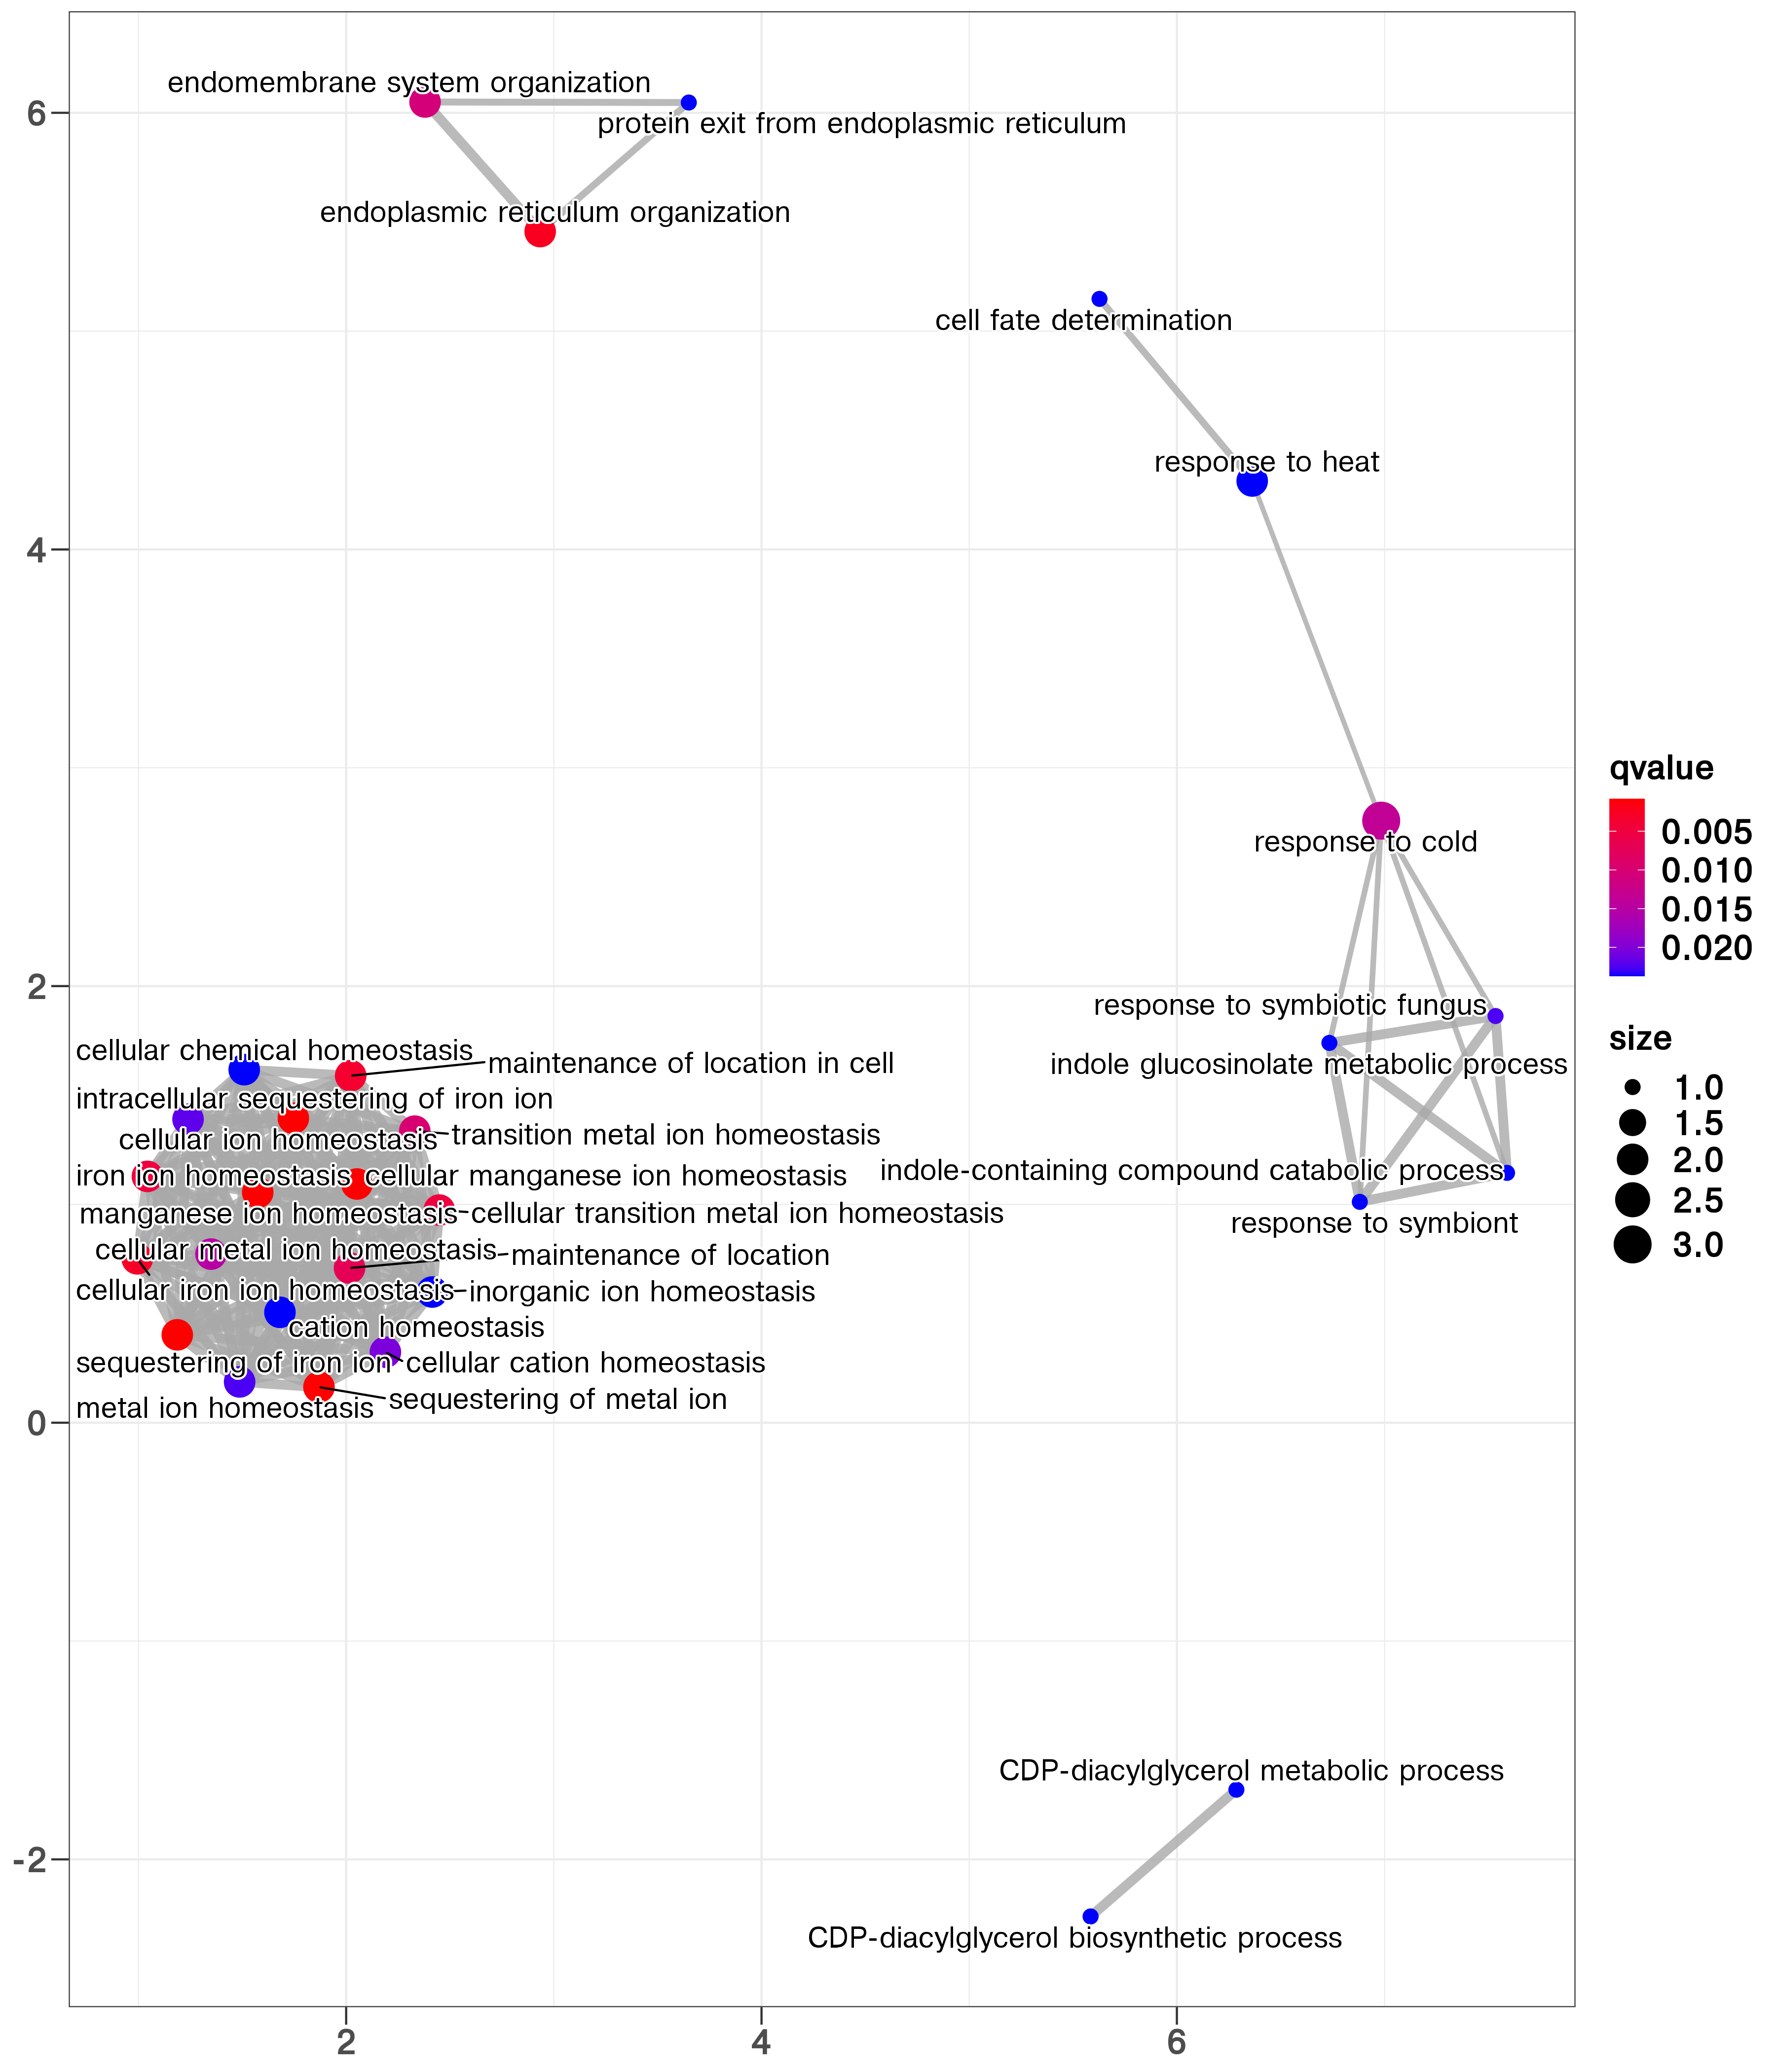 endomembrane system organization
6
protein exit from endoplasmic reticulum
endoplasmic reticulum organization
cell fate determination
response to heat
4
qvalue
0.005
0.010
0.015
0.020
response to cold
2
response to symbiotic fungus
indole glucosinolate metabolic process
size
1.0
1.5
2.0
2.5
3.0
cellular chemical homeostasis
maintenance of location in cell
intracellular sequestering of iron ion
cellular ion homeostasis
transition metal ion homeostasis
iron ion homeostasis
cellular manganese ion homeostasis
indole-containing compound catabolic process
manganese ion homeostasis
cellular transition metal ion homeostasis
response to symbiont
cellular metal ion homeostasis
maintenance of location
cellular iron ion homeostasis
inorganic ion homeostasis
cation homeostasis
sequestering of iron ion
cellular cation homeostasis
metal ion homeostasis
sequestering of metal ion
0
CDP-diacylglycerol metabolic process
-2
CDP-diacylglycerol biosynthetic process
2
4
6